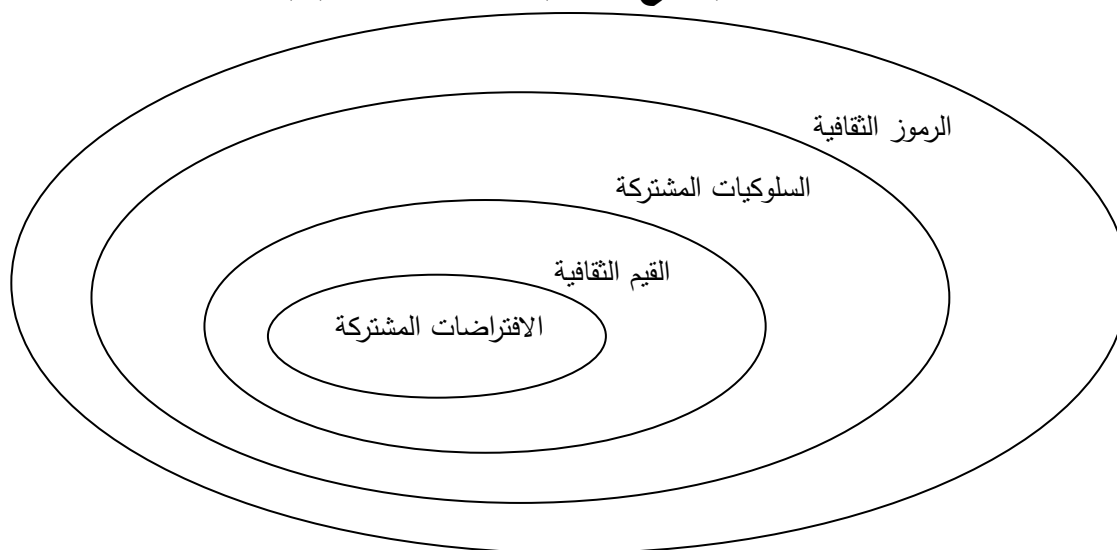 الرموز الثقافية
السلوكيات المشتركة
القيم الثقافية
الافتراضات المشتركة